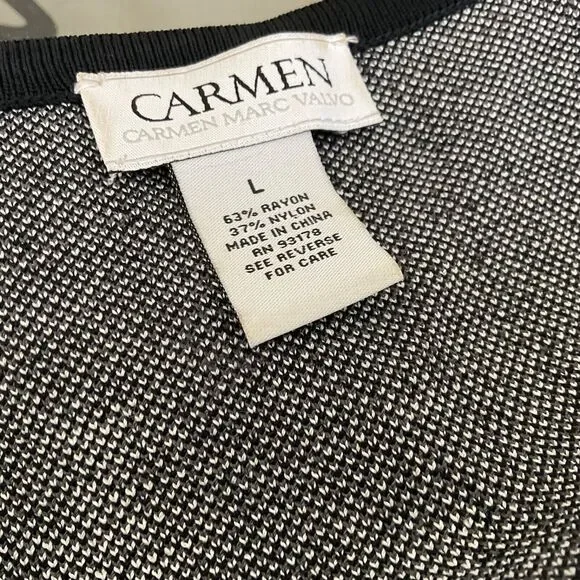 CARMEN
CARMEN MARC VALVO
L
63% RAYON
37% NYLON
MADE IN CHINA
RN 93178
SEE REVERSE
FOR CARE